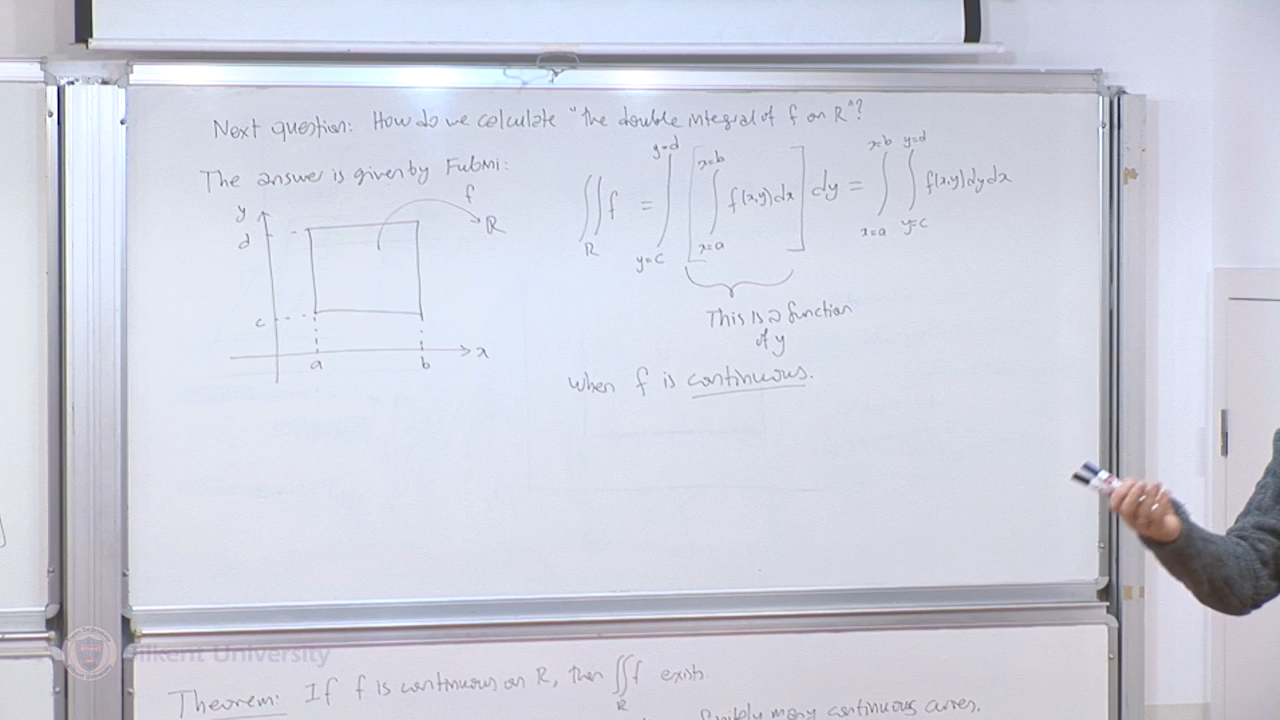 Next question: How do we calculate "the double integral of f on R"?
The answer is given by Fubini:
y
d
c
a
b
x
f
ℝ
∬_R f = ∫_{y=c}^{y=d} [ ∫_{x=a}^{x=b} f(x,y)dx ] dy = ∫_{x=a}^{x=b} ∫_{y=c}^{y=d} f(x,y)dydx
This is a function
of y
when f is continuous.
Bilkent University
Theorem: If f is continuous on R, then ∬_R f exists.
finitely many continuous curves.